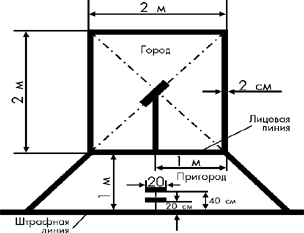 2 м
Город
2 м
2 см
Лицевая
линия
1 м
Пригород
1 м
20
40 см
20 см
Штрафная
линия